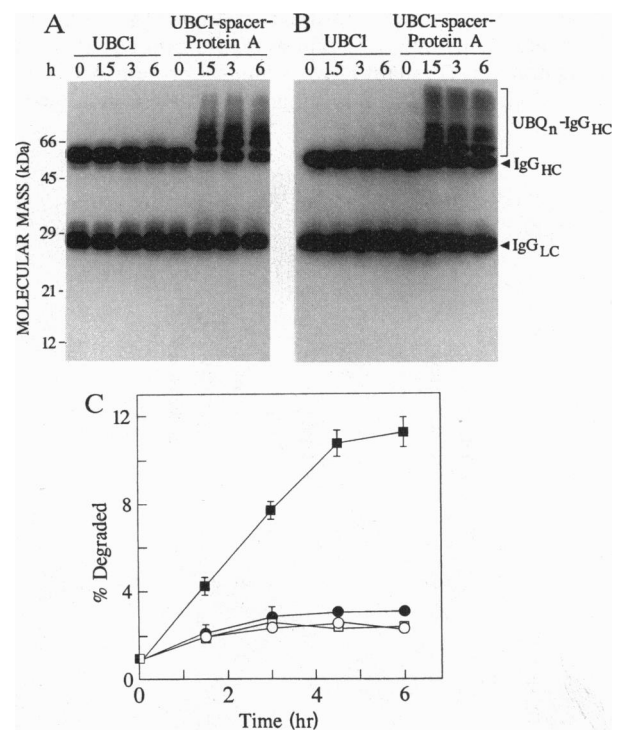 A
UBC1
UBC1-spacer-
Protein A
h 0 1.5 3 6 0 1.5 3 6
B
UBC1
UBC1-spacer-
Protein A
0 1.5 3 6 0 1.5 3 6
MOLECULAR MASS (kDa)
66
45
29
21
12
UBQn-IgGHC
IgGHC
IgGLC
C
% Degraded
12
8
4
0
0 2 4 6
Time (hr)